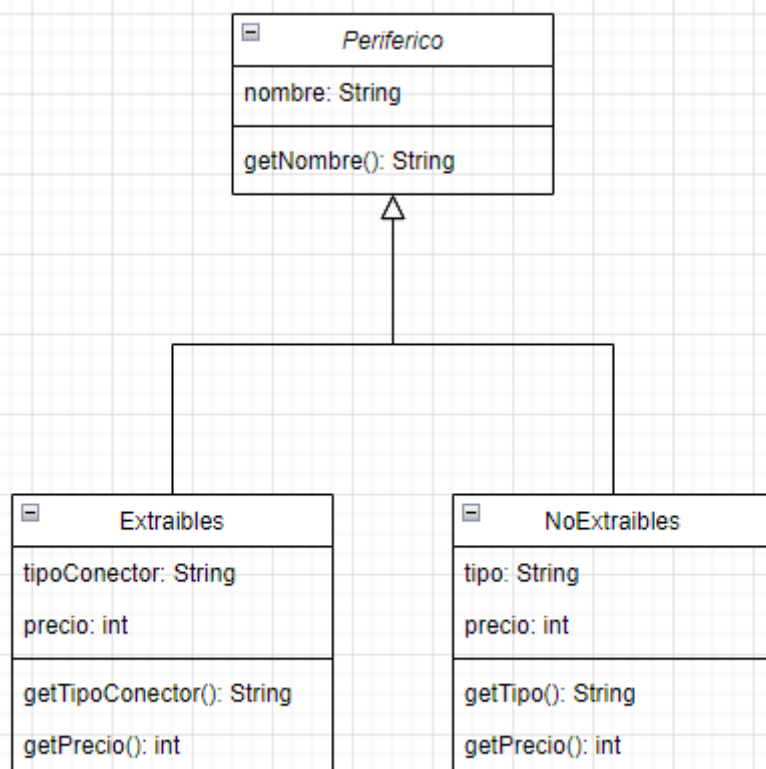 Periferico
nombre: String
getNombre(): String
Extraibles
tipoConector: String
precio: int
getTipoConector(): String
getPrecio(): int
NoExtraibles
tipo: String
precio: int
getTipo(): String
getPrecio(): int